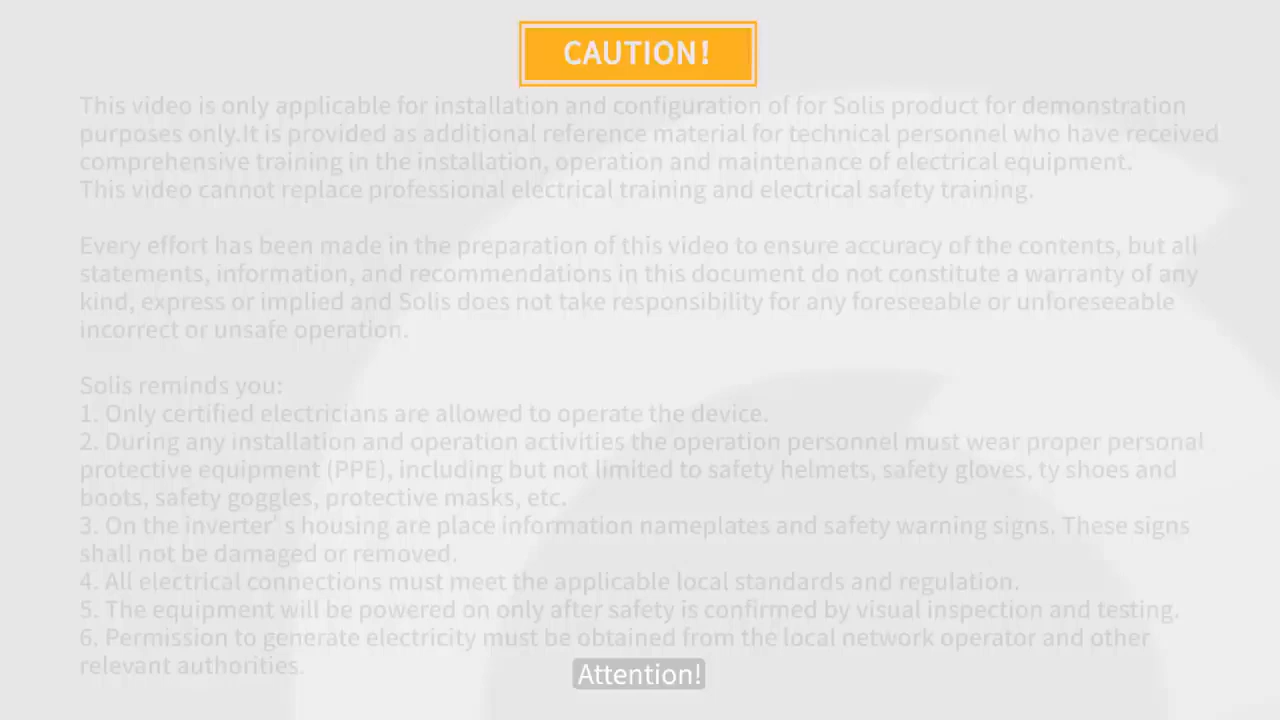 CAUTION!
This video is only applicable for installation and configuration of for Solis product for demonstration
purposes only.It is provided as additional reference material for technical personnel who have received
comprehensive training in the installation, operation and maintenance of electrical equipment.
This video cannot replace professional electrical training and electrical safety training.
Every effort has been made in the preparation of this video to ensure accuracy of the contents, but all
statements, information, and recommendations in this document do not constitute a warranty of any
kind, express or implied and Solis does not take responsibility for any foreseeable or unforeseeable
incorrect or unsafe operation.
Solis reminds you:
1. Only certified electricians are allowed to operate the device.
2. During any installation and operation activities the operation personnel must wear proper personal
protective equipment (PPE), including but not limited to safety helmets, safety gloves, ty shoes and
boots, safety goggles, protective masks, etc.
3. On the inverter’s housing are place information nameplates and safety warning signs. These signs
shall not be damaged or removed.
4. All electrical connections must meet the applicable local standards and regulation.
5. The equipment will be powered on only after safety is confirmed by visual inspection and testing.
6. Permission to generate electricity must be obtained from the local network operator and other
relevant authorities.
Attention!